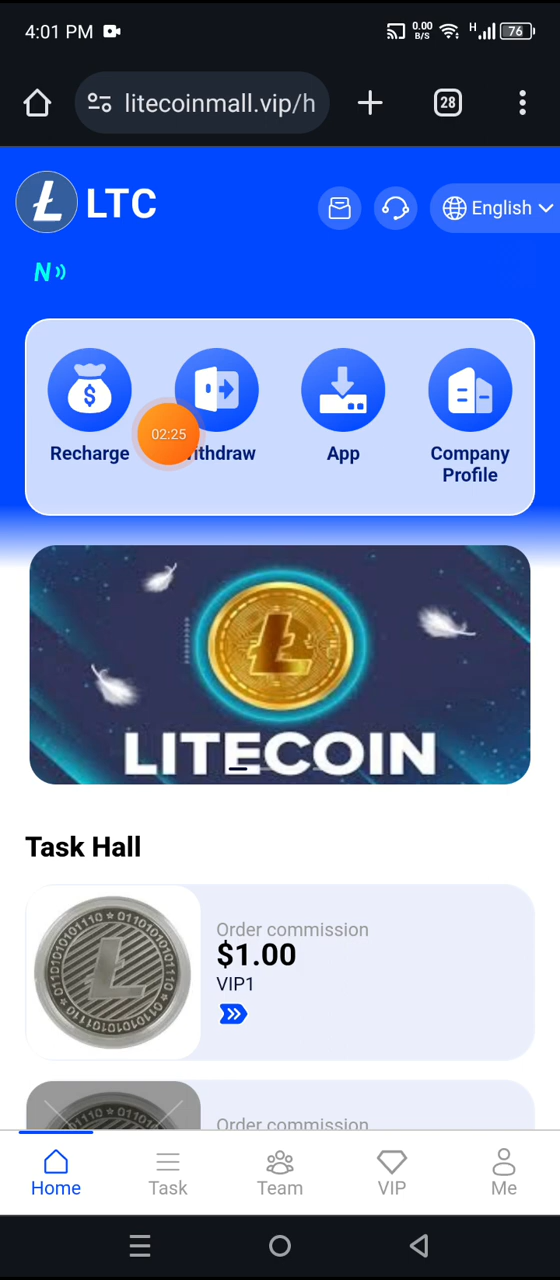 4:01 PM
0.00
B/S
H
76
litecoinmall.vip/h
28
LTC
English
N
Recharge
02:25
ithdraw
App
Company
Profile
LITECOIN
Task Hall
Order commission
$1.00
VIP1
Order commission
Home
Task
Team
VIP
Me